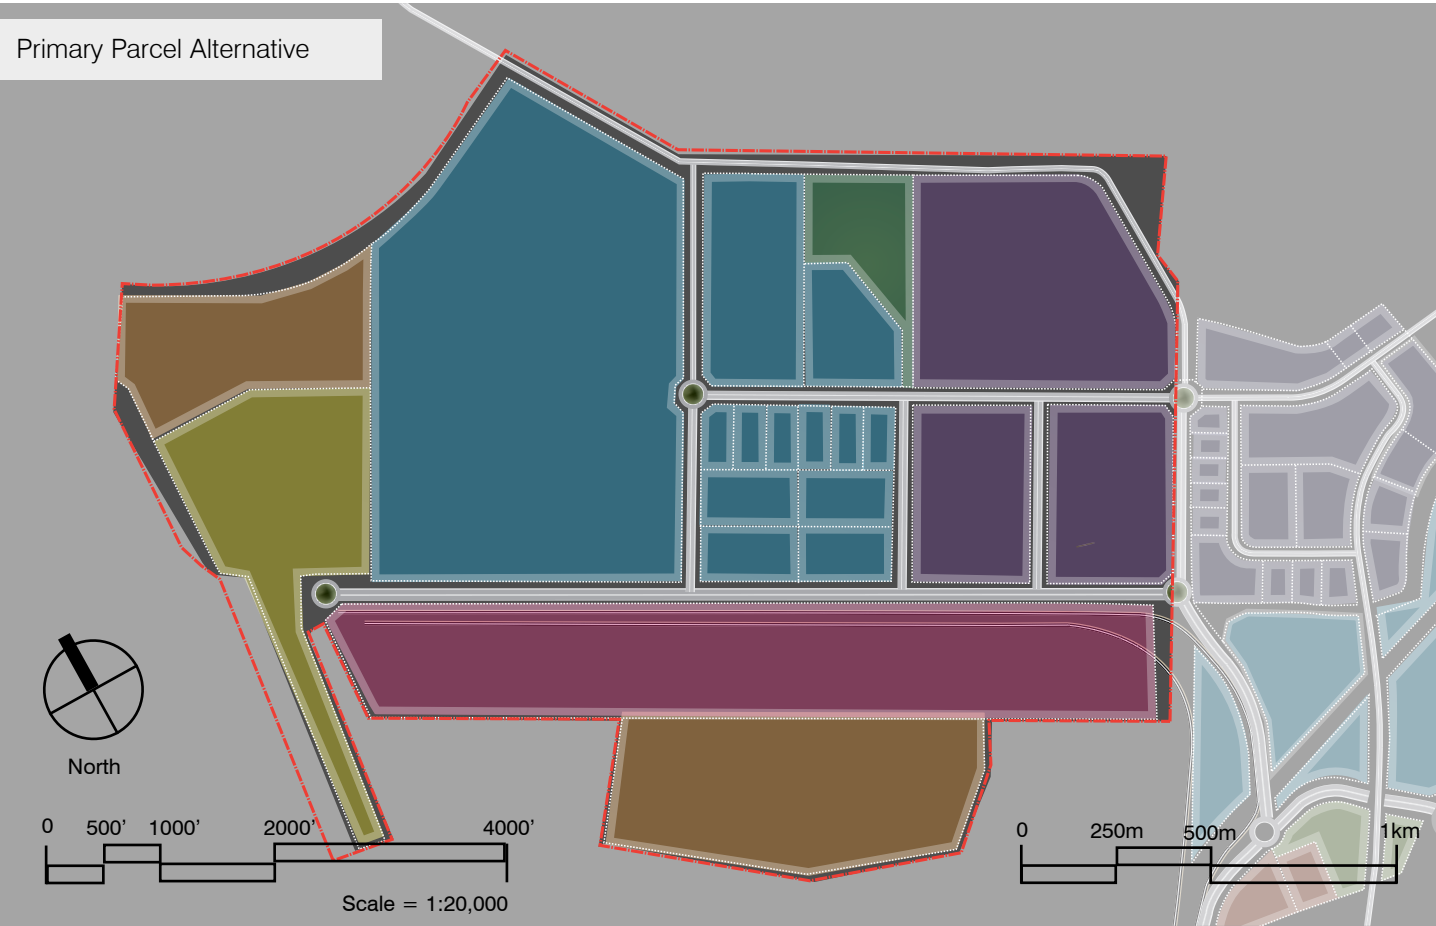 Primary Parcel Alternative
North
0 500’ 1000’ 2000’ 4000’
Scale = 1:20,000
0 250m 500m 1km